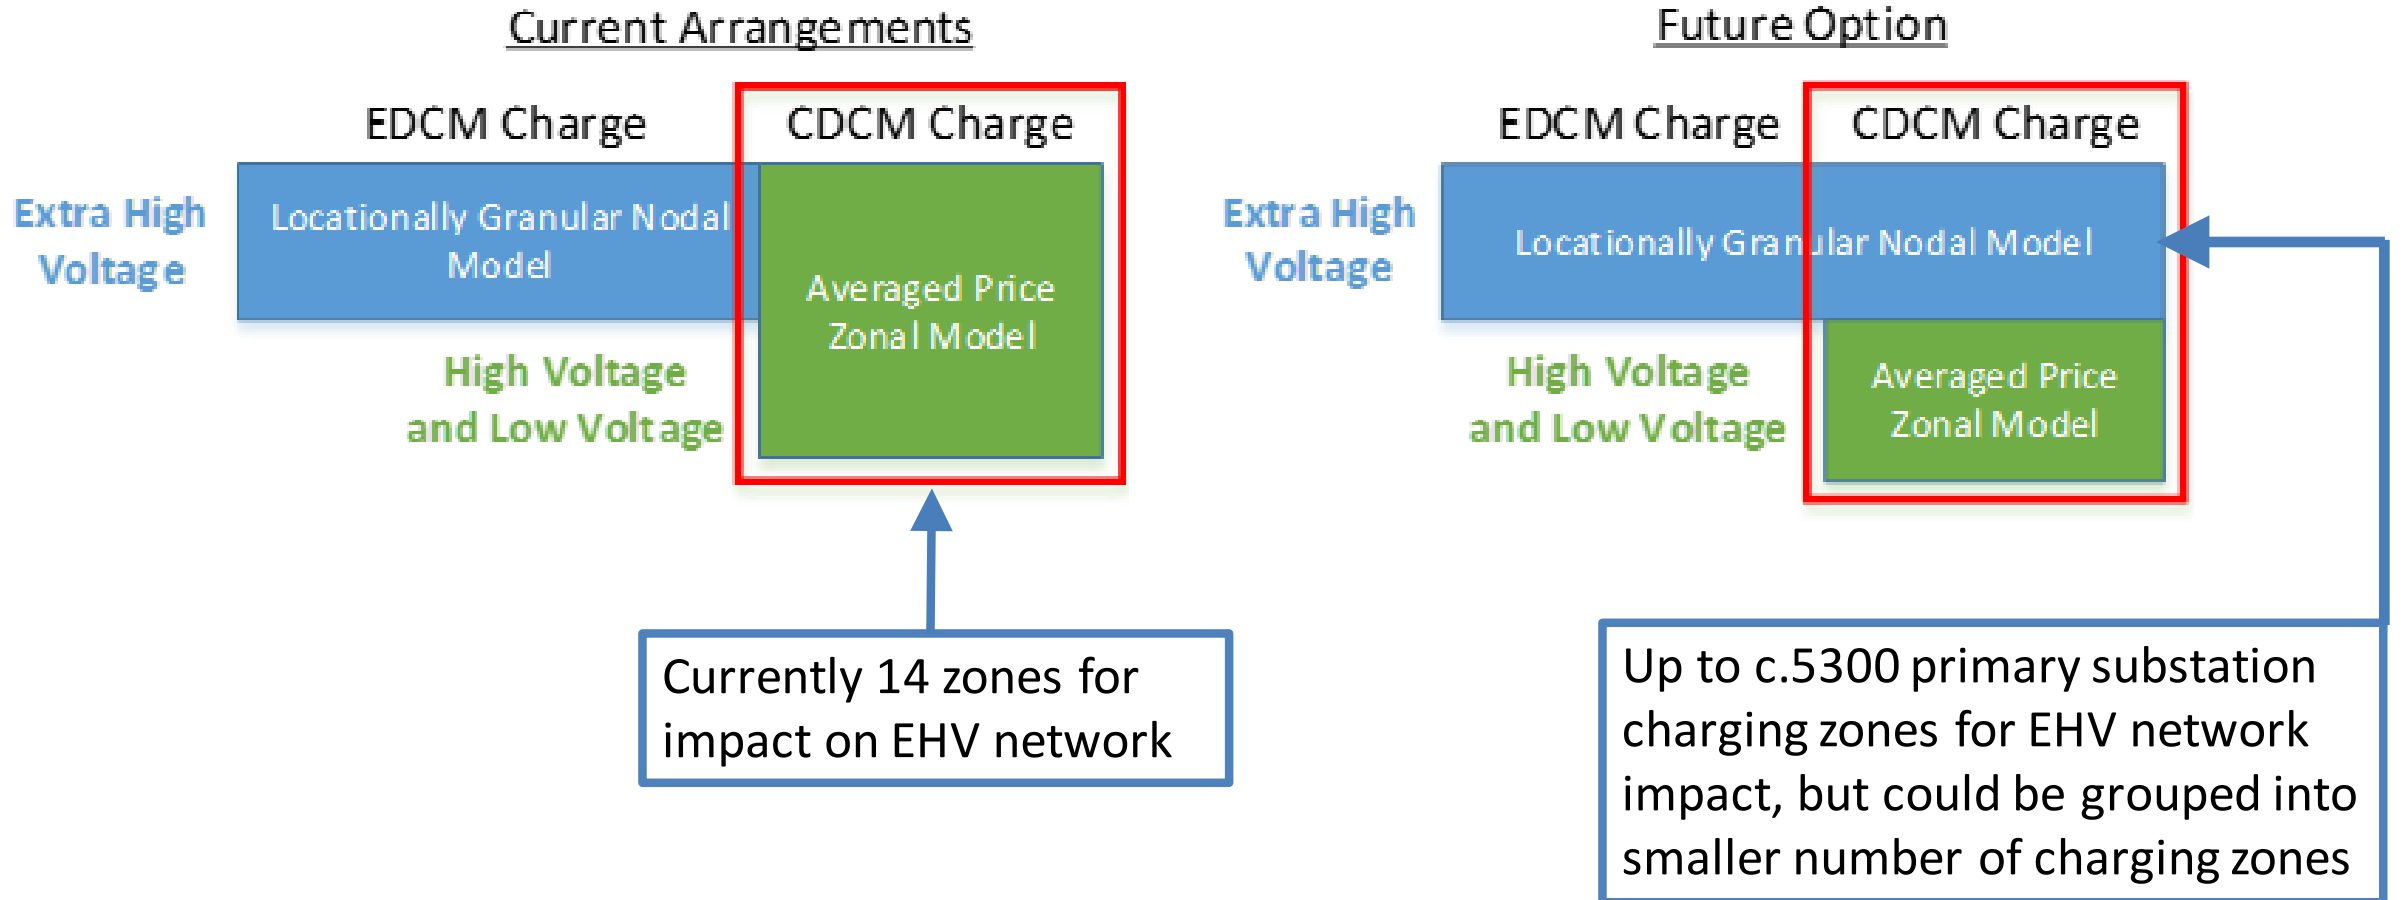 Current Arrangements
EDCM Charge
CDCM Charge
Extra High
Voltage
Locationally Granular Nodal
Model
Averaged Price
Zonal Model
High Voltage
and Low Voltage
Currently 14 zones for
impact on EHV network
Future Option
EDCM Charge
CDCM Charge
Extra High
Voltage
Locationally Granular Nodal Model
High Voltage
and Low Voltage
Averaged Price
Zonal Model
Up to c.5300 primary substation
charging zones for EHV network
impact, but could be grouped into
smaller number of charging zones